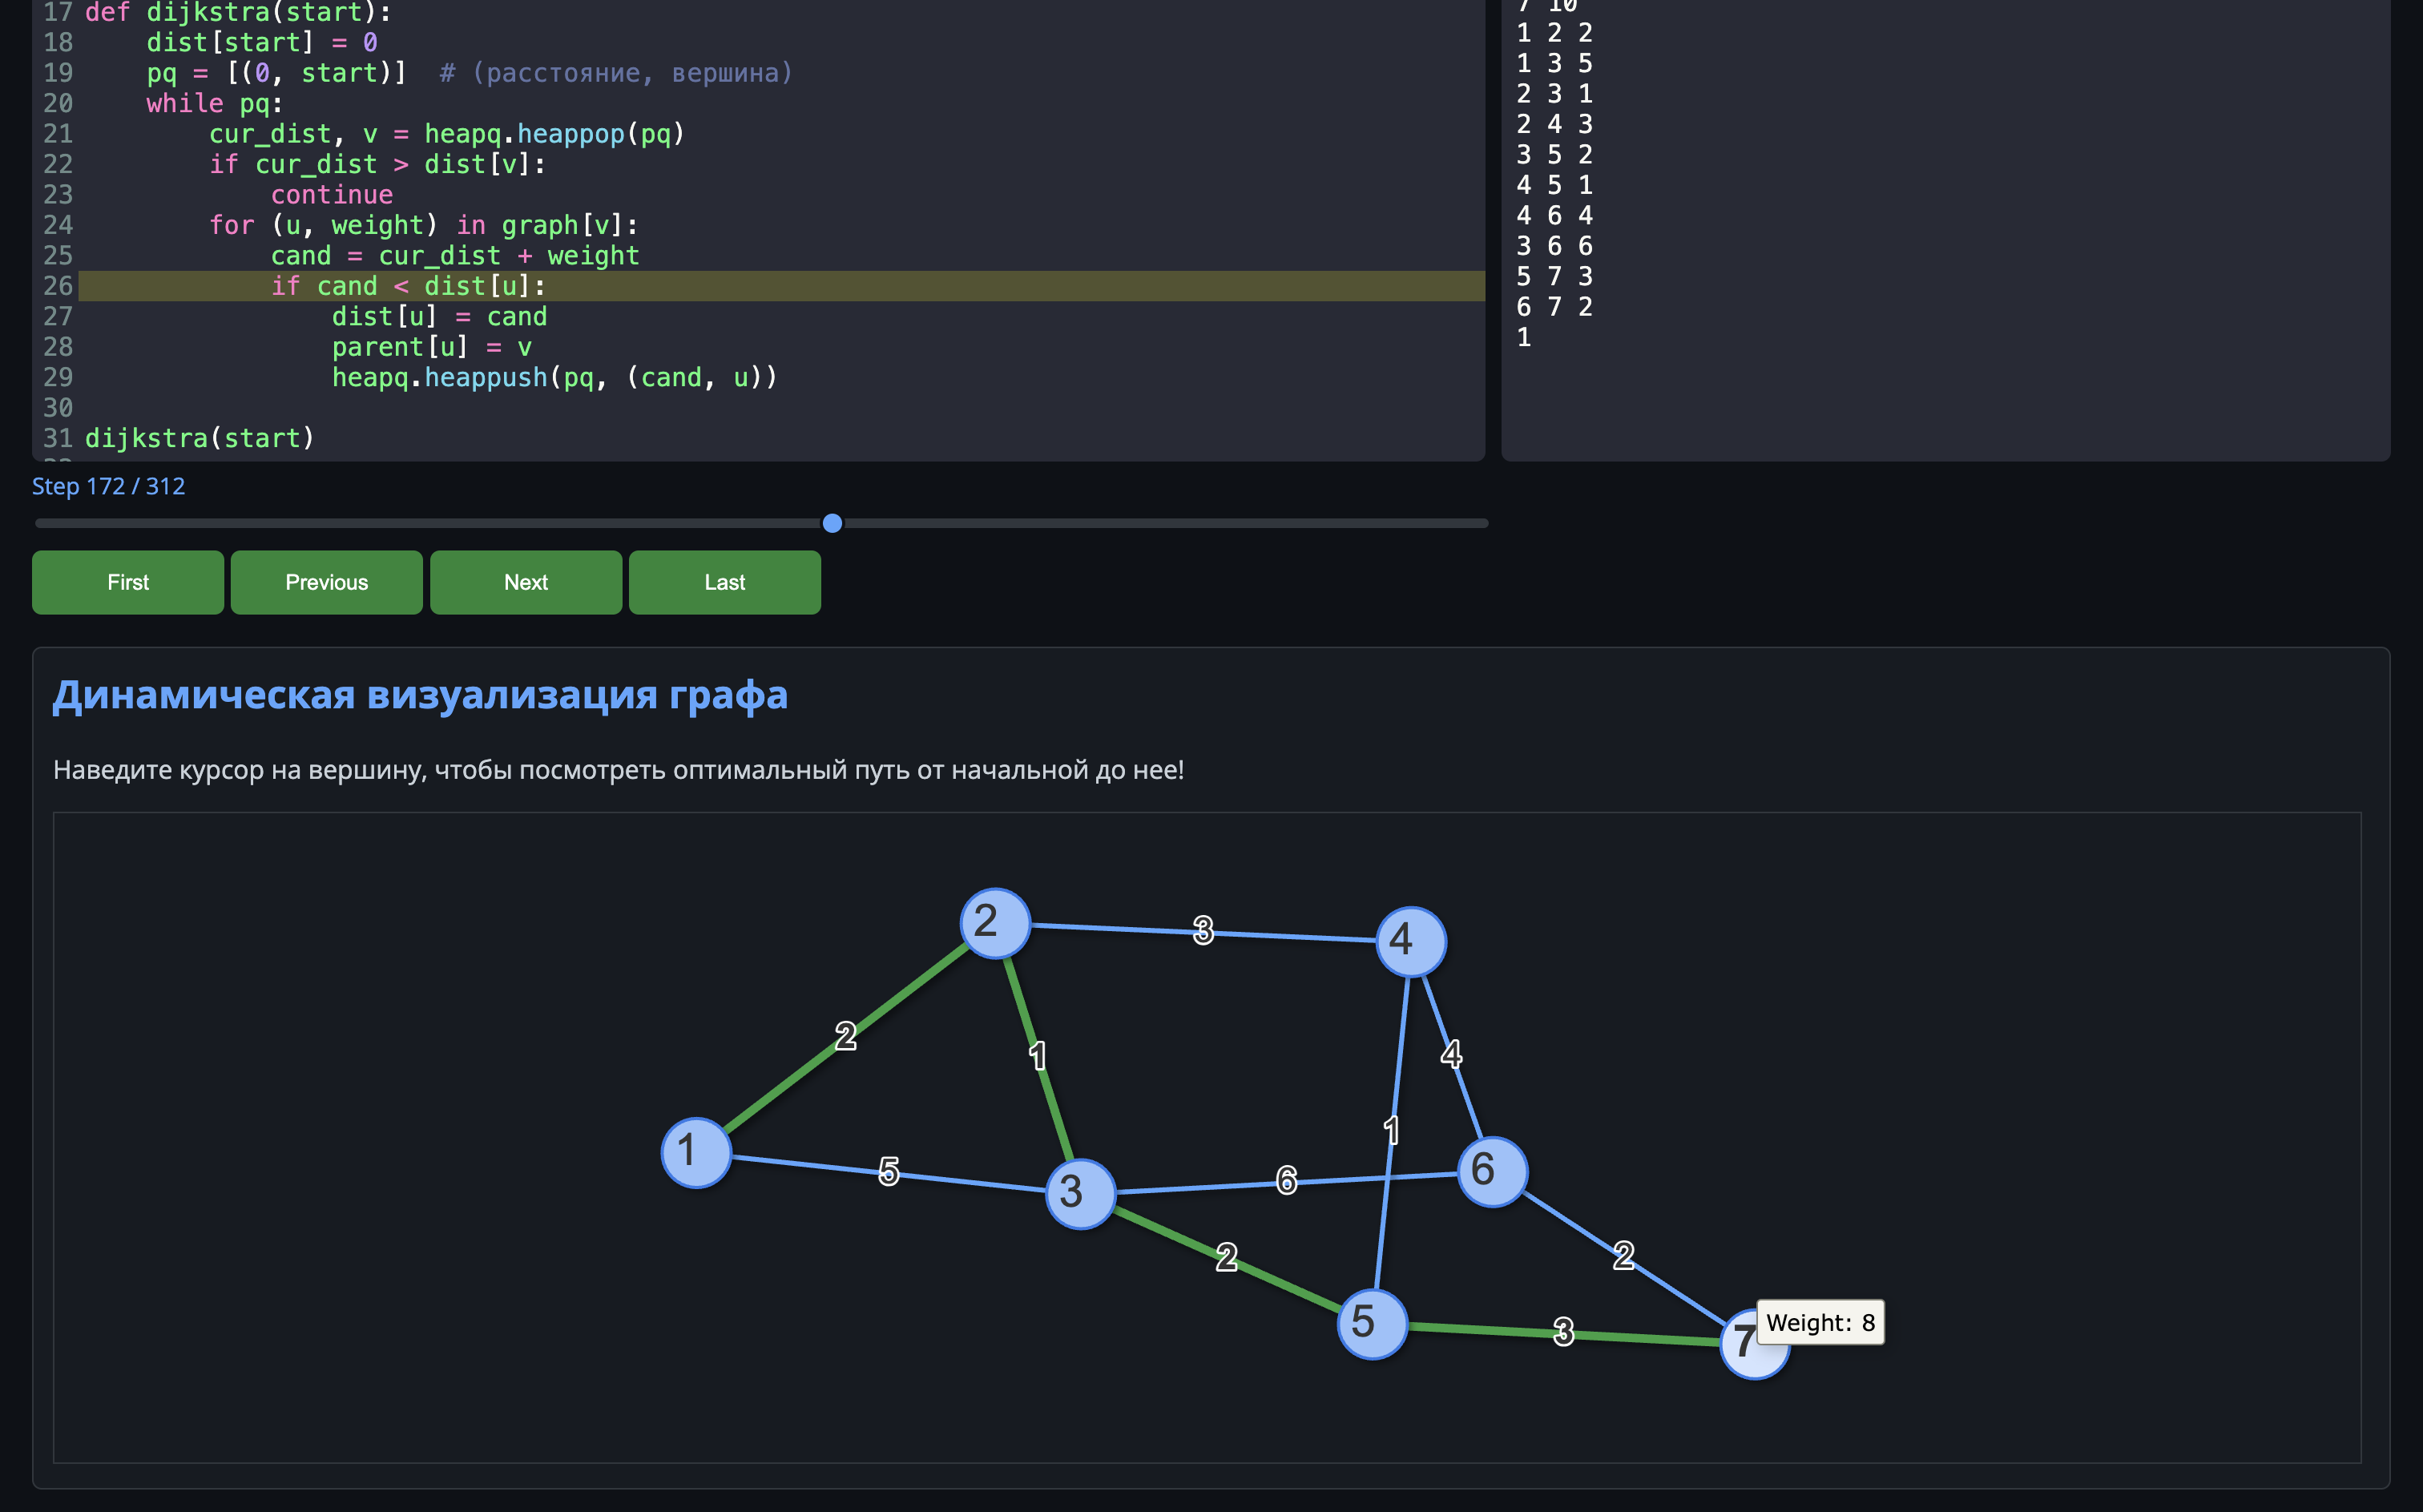 17 def dijkstra(start):
18     dist[start] = 0
19     pq = [(0, start)]  # (расстояние, вершина)
20     while pq:
21         cur_dist, v = heapq.heappop(pq)
22         if cur_dist > dist[v]:
23             continue
24         for (u, weight) in graph[v]:
25             cand = cur_dist + weight
26             if cand < dist[u]:
27                 dist[u] = cand
28                 parent[u] = v
29                 heapq.heappush(pq, (cand, u))
30
31 dijkstra(start)
7 10
1 2 2
1 3 5
2 3 1
2 4 3
3 5 2
4 5 1
4 6 4
3 6 6
5 7 3
6 7 2
1
Step 172 / 312
First
Previous
Next
Last
Динамическая визуализация графа
Наведите курсор на вершину, чтобы посмотреть оптимальный путь от начальной до нее!
2
3
4
2
1
4
1
1
5
3
6
6
2
2
5
3
7
Weight: 8